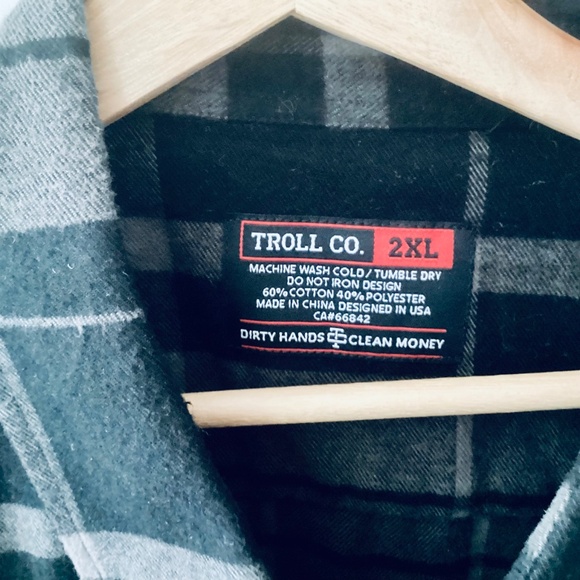 TROLL CO. 2XL
MACHINE WASH COLD/TUMBLE DRY
DO NOT IRON DESIGN
60% COTTON 40% POLYESTER
MADE IN CHINA DESIGNED IN USA
CA#66842
DIRTY HANDS CLEAN MONEY